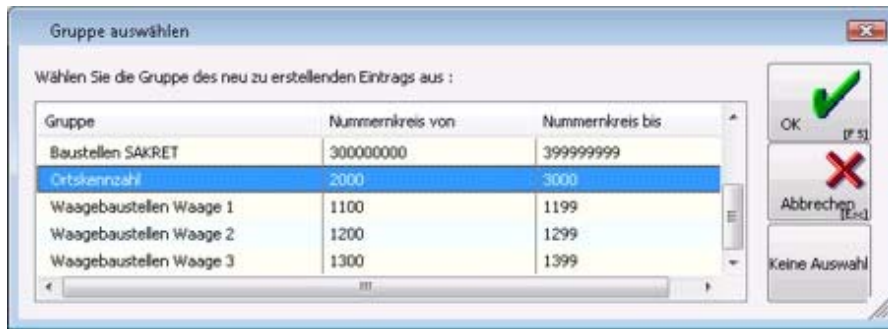 Gruppe auswählen
Wählen Sie die Gruppe des neu zu erstellenden Eintrags aus :
Gruppe Nummernkreis von Nummernkreis bis
Baustellen SAKRET 300000000 399999999
Ortskennzahl 2000 3000
Waagebaustellen Waage 1 1100 1199
Waagebaustellen Waage 2 1200 1299
Waagebaustellen Waage 3 1300 1399
OK
[F 5]
Abbrechen
[Esc]
Keine Auswahl